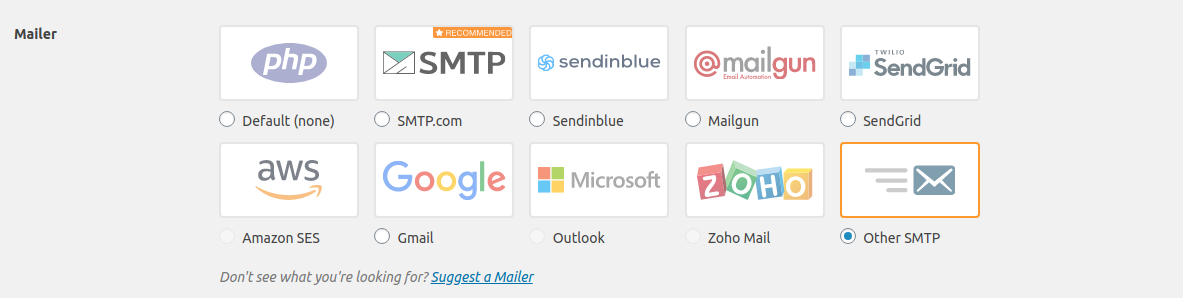 Mailer
php
RECOMMENDED
SMTP
sendinblue
@mailgun
Email Automation
TWILIO
SendGrid
Default (none)
SMTP.com
Sendinblue
Mailgun
SendGrid
aws
Google
Microsoft
ZOHO
Amazon SES
Gmail
Outlook
Zoho Mail
Other SMTP
Don't see what you're looking for? Suggest a Mailer